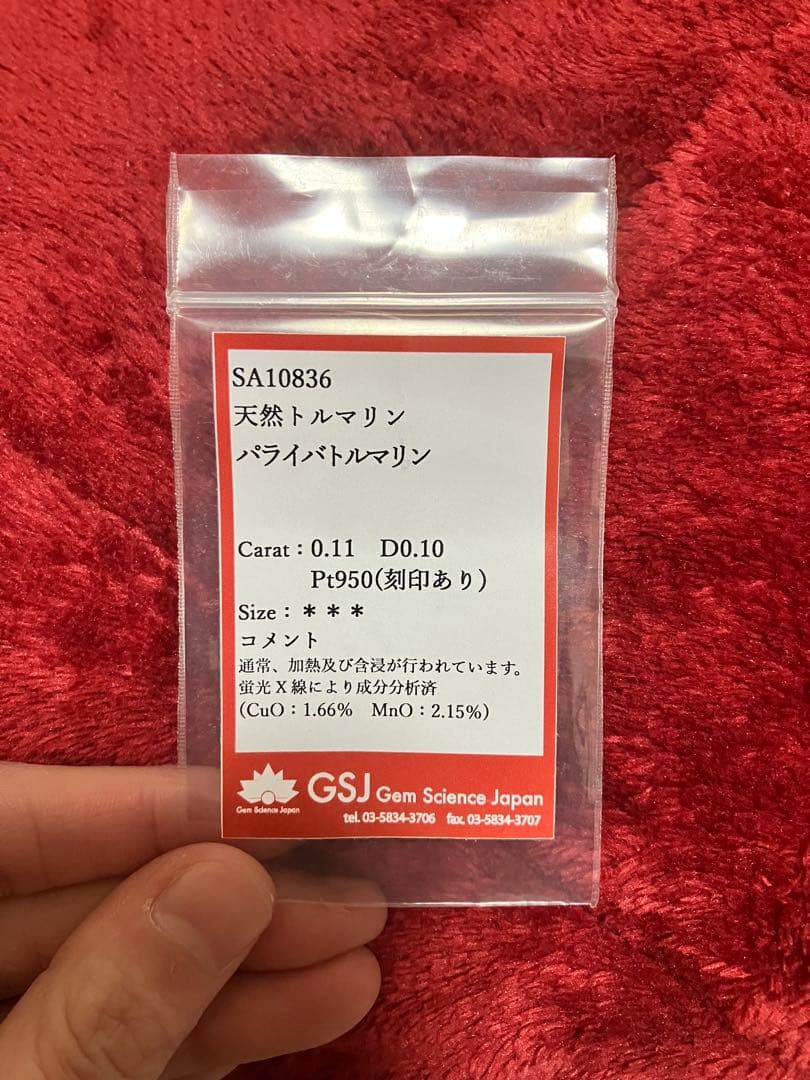 SA10836
天然トルマリン
パライバトルマリン
Carat：0.11　D0.10
Pt950(刻印あり)
Size：＊＊＊
コメント
通常、加熱及び含浸が行われています。
蛍光X線により成分分析済
(CuO：1.66%　MnO：2.15%)
Gem Science Japan
GSJ Gem Science Japan
tel. 03-5834-3706　fax. 03-5834-3707